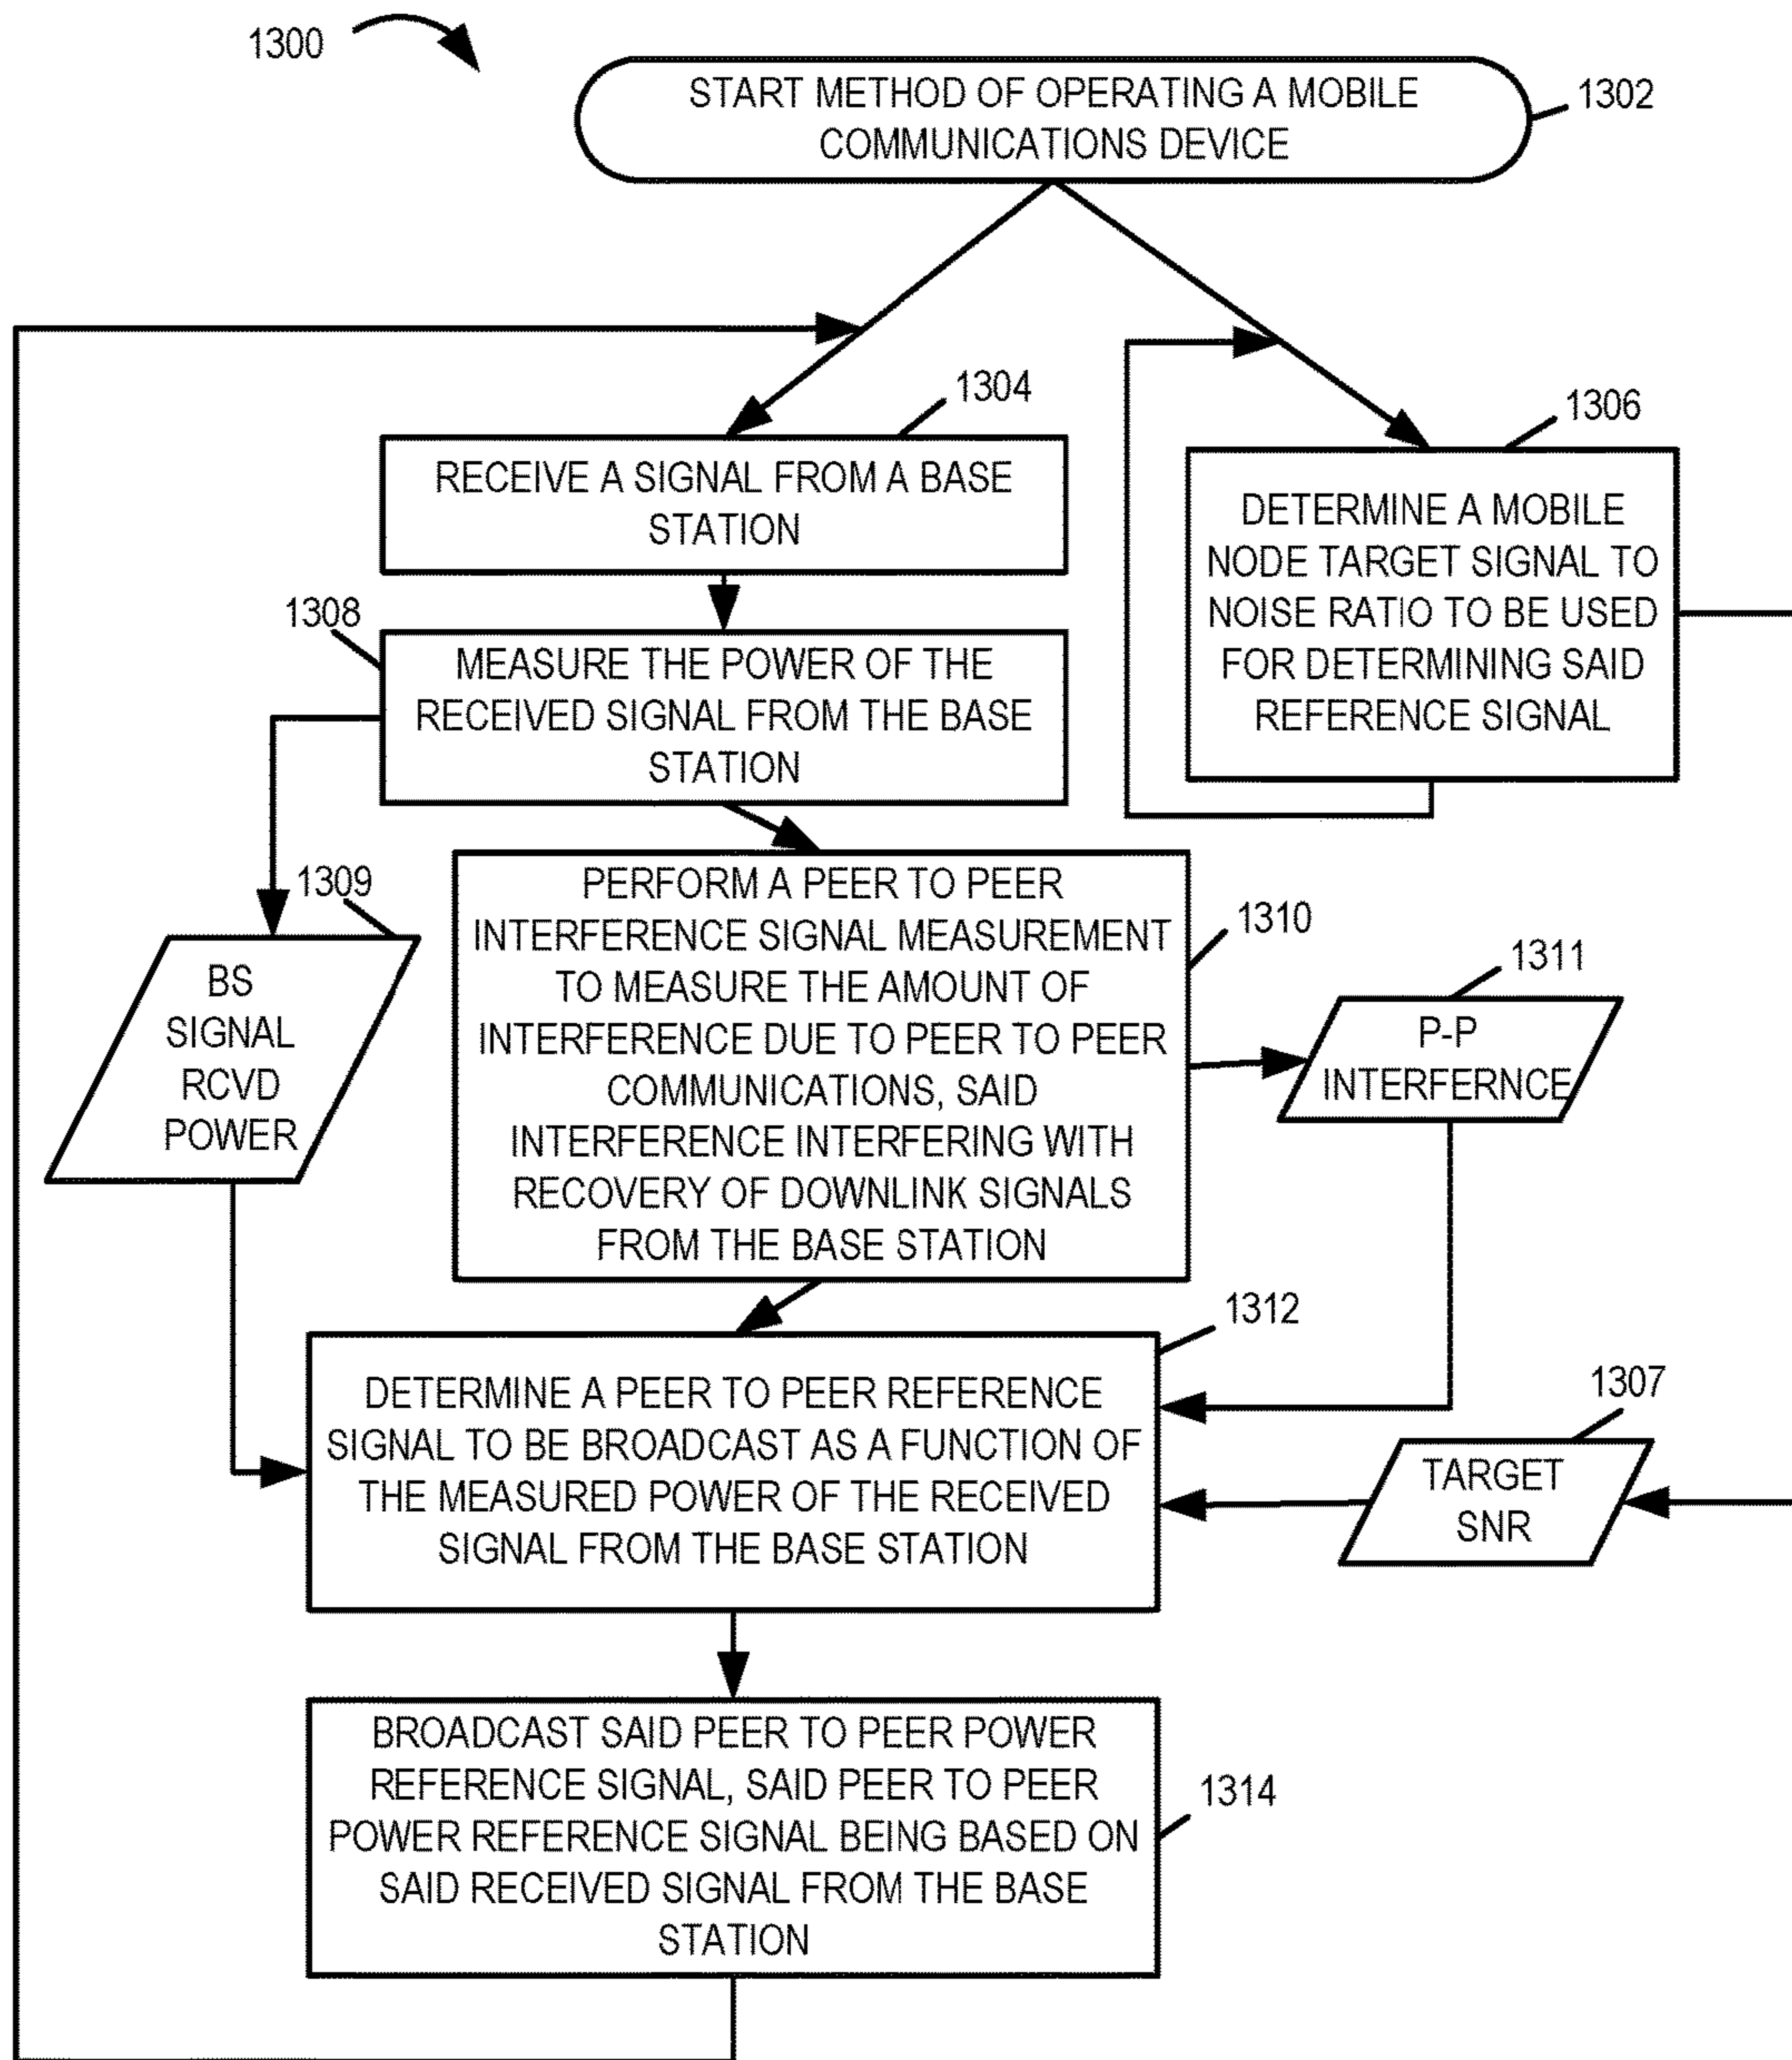 1300
START METHOD OF OPERATING A MOBILE
COMMUNICATIONS DEVICE
1302
1304
RECEIVE A SIGNAL FROM A BASE
STATION
1306
DETERMINE A MOBILE
NODE TARGET SIGNAL TO
NOISE RATIO TO BE USED
FOR DETERMINING SAID
REFERENCE SIGNAL
1308
MEASURE THE POWER OF THE
RECEIVED SIGNAL FROM THE BASE
STATION
1309
BS
SIGNAL
RCVD
POWER
PERFORM A PEER TO PEER
INTERFERENCE SIGNAL MEASUREMENT
TO MEASURE THE AMOUNT OF
INTERFERENCE DUE TO PEER TO PEER
COMMUNICATIONS, SAID
INTERFERENCE INTERFERING WITH
RECOVERY OF DOWNLINK SIGNALS
FROM THE BASE STATION
1310
1311
P-P
INTERFERNCE
1312
DETERMINE A PEER TO PEER REFERENCE
SIGNAL TO BE BROADCAST AS A FUNCTION OF
THE MEASURED POWER OF THE RECEIVED
SIGNAL FROM THE BASE STATION
1307
TARGET
SNR
BROADCAST SAID PEER TO PEER POWER
REFERENCE SIGNAL, SAID PEER TO PEER
POWER REFERENCE SIGNAL BEING BASED ON
SAID RECEIVED SIGNAL FROM THE BASE
STATION
1314